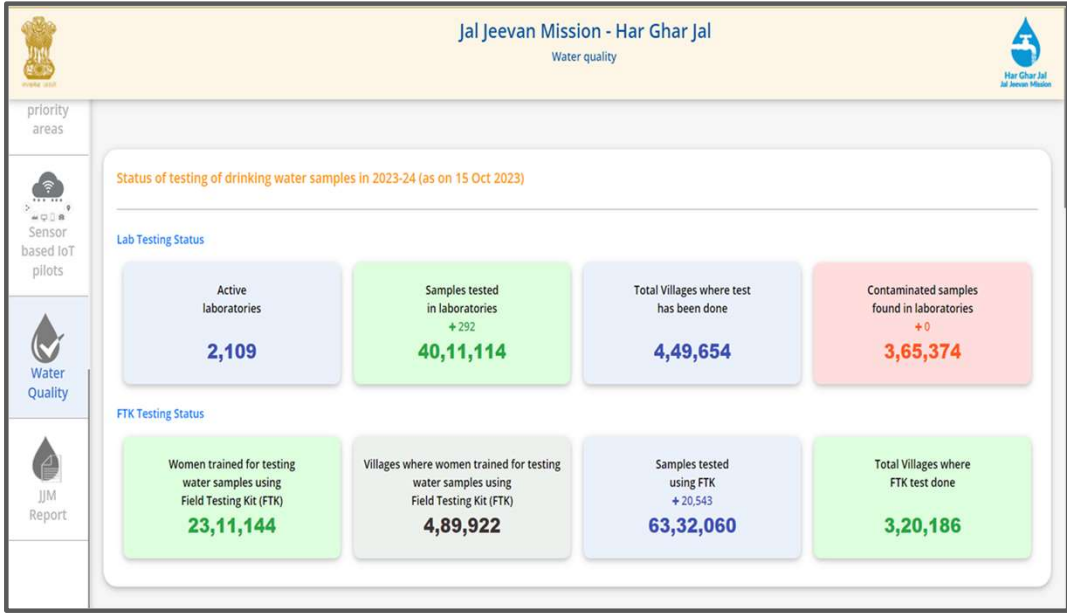 Jal Jeevan Mission - Har Ghar Jal
Water quality
Har Ghar Jal
Jal Jeevan Mission
priority
areas
Sensor
based IoT
pilots
Water
Quality
JJM
Report
Status of testing of drinking water samples in 2023-24 (as on 15 Oct 2023)
Lab Testing Status
Active
laboratories
2,109
Samples tested
in laboratories
+ 292
40,11,114
Total Villages where test
has been done
4,49,654
Contaminated samples
found in laboratories
+ 0
3,65,374
FTK Testing Status
Women trained for testing
water samples using
Field Testing Kit (FTK)
23,11,144
Villages where women trained for testing
water samples using
Field Testing Kit (FTK)
4,89,922
Samples tested
using FTK
+ 20,543
63,32,060
Total Villages where
FTK test done
3,20,186